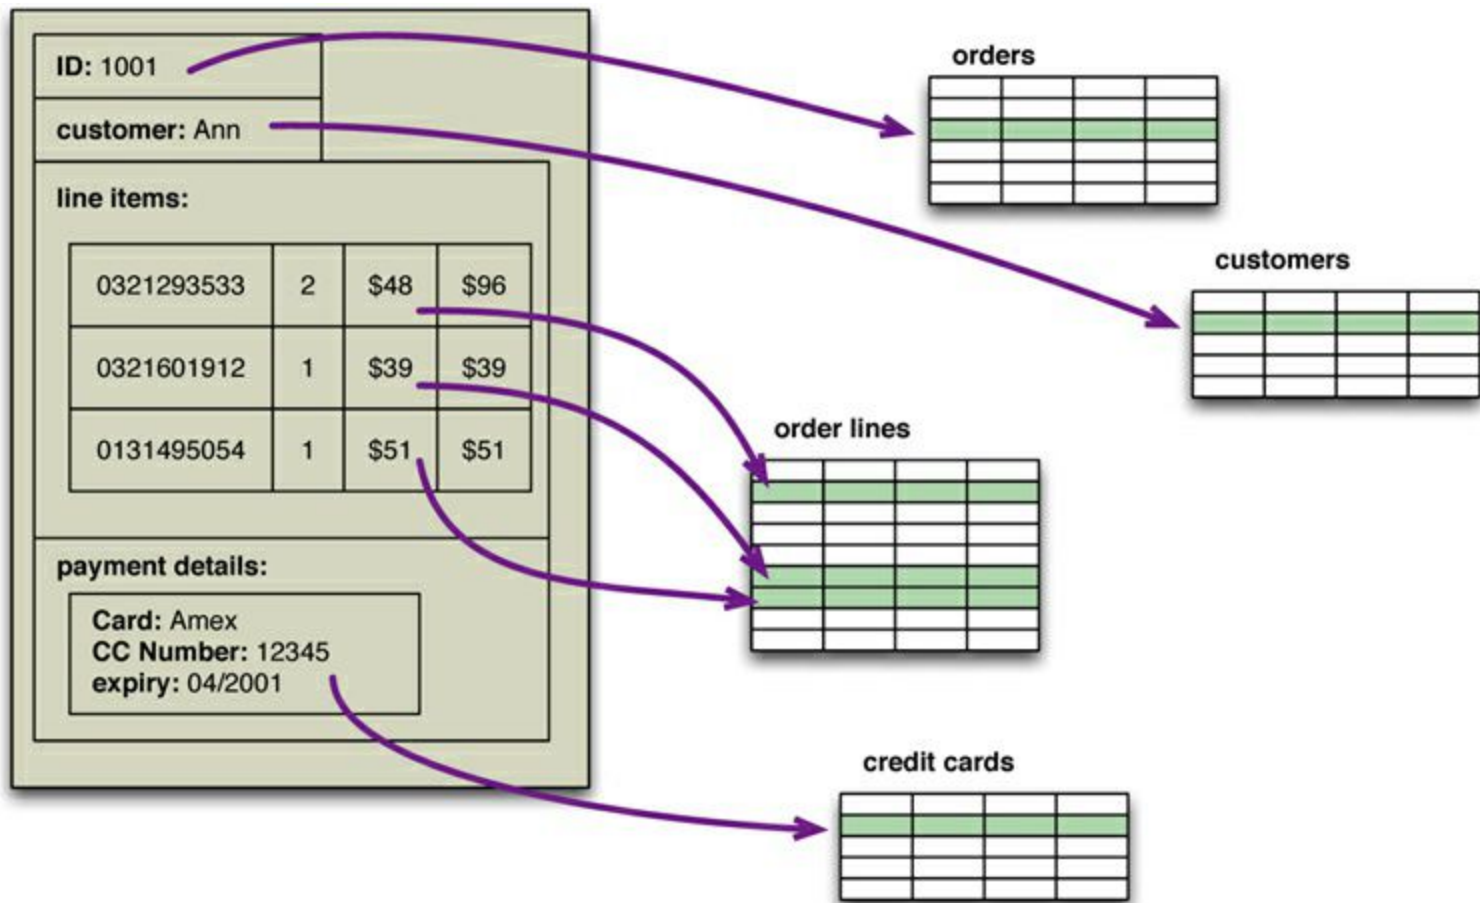 ID: 1001
customer: Ann
line items:
0321293533 2 $48 $96
0321601912 1 $39 $39
0131495054 1 $51 $51
payment details:
Card: Amex
CC Number: 12345
expiry: 04/2001
orders
customers
order lines
credit cards